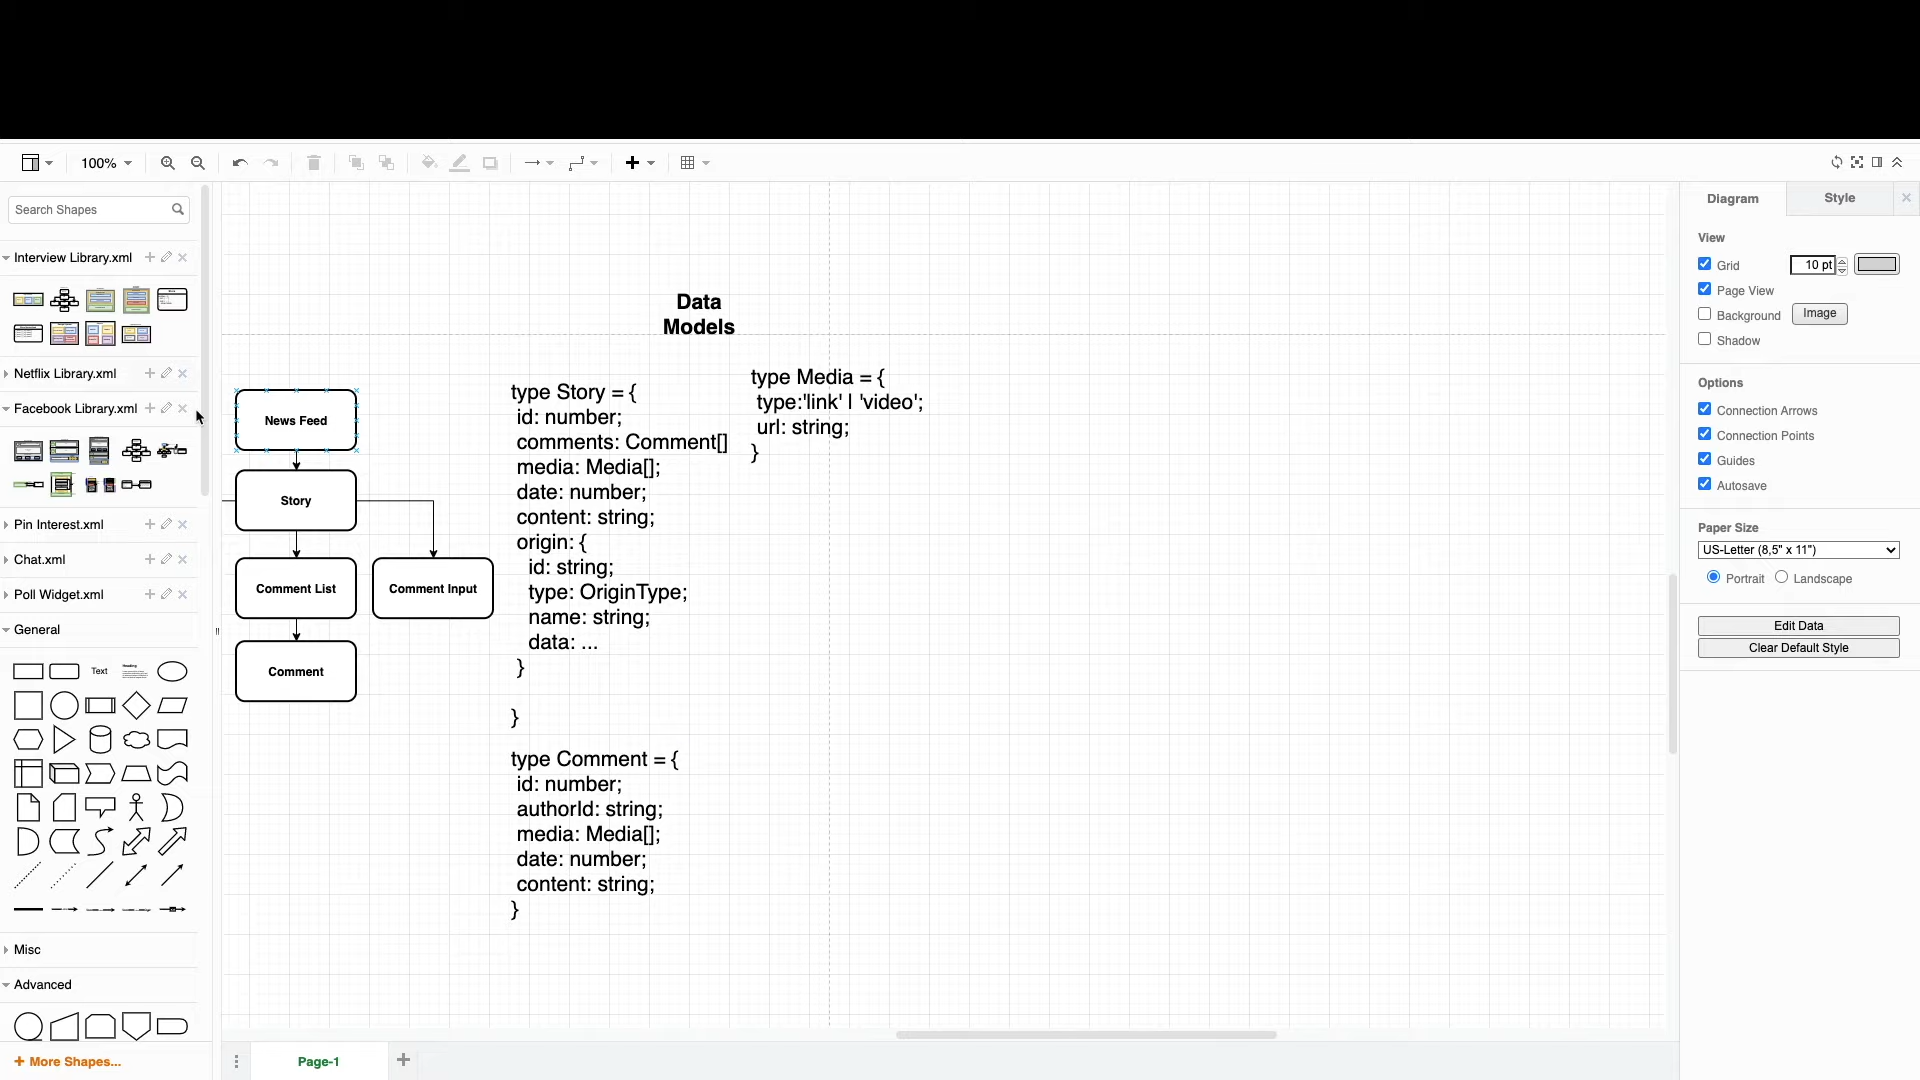 100%
Search Shapes
Interview Library.xml
Netflix Library.xml
Facebook Library.xml
Pin Interest.xml
Chat.xml
Poll Widget.xml
General
Text
Heading
Misc
Advanced
+ More Shapes...
News Feed
Story
Comment List
Comment Input
Comment
Data
Models
type Story = {
id: number;
comments: Comment[]
media: Media[];
date: number;
content: string;
origin: {
id: string;
type: OriginType;
name: string;
data: ...
}
}
type Comment = {
id: number;
authorId: string;
media: Media[];
date: number;
content: string;
}
type Media = {
type:'link' | 'video';
url: string;
}
Page-1
Diagram
Style
View
Grid
10 pt
Page View
Background
Image
Shadow
Options
Connection Arrows
Connection Points
Guides
Autosave
Paper Size
US-Letter (8,5" x 11")
Portrait
Landscape
Edit Data
Clear Default Style